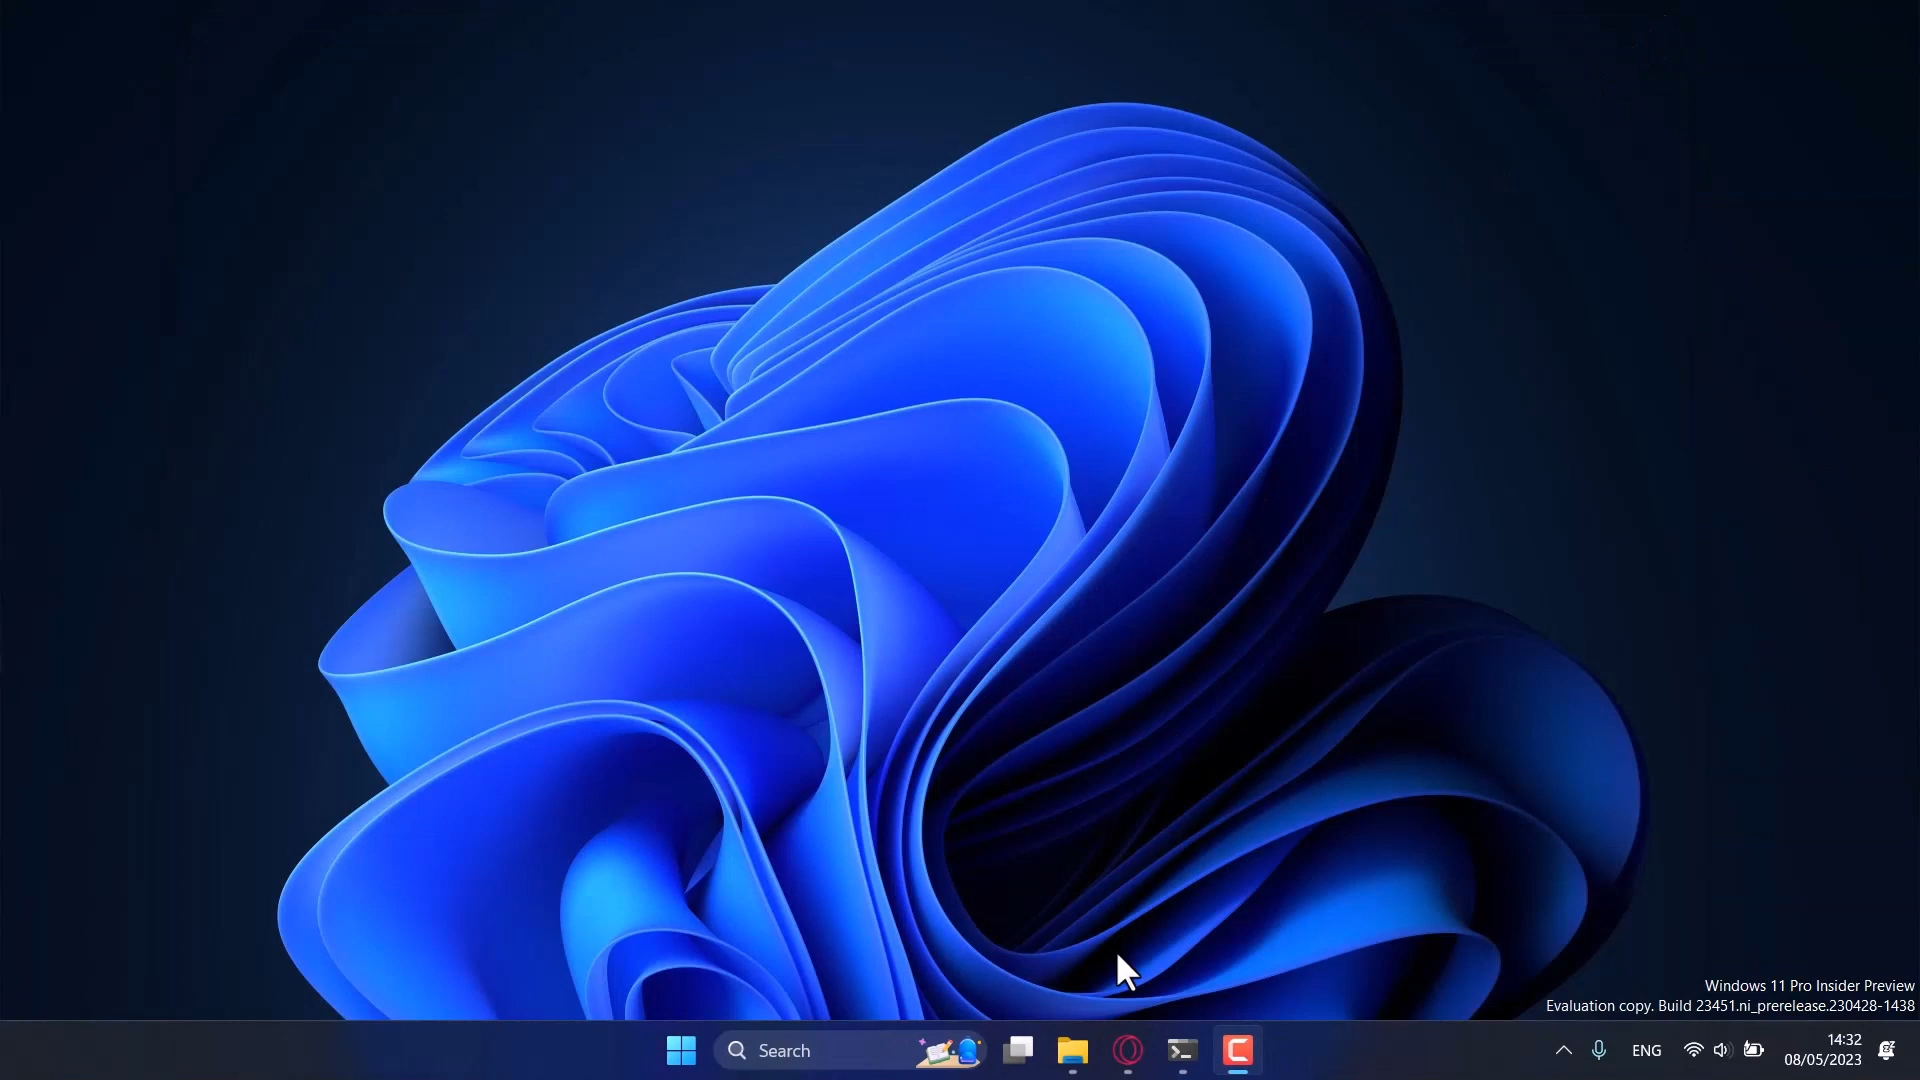 Windows 11 Pro Insider Preview
Evaluation copy. Build 23451.ni_prerelease.230428-1438
Search
ENG
14:32
08/05/2023